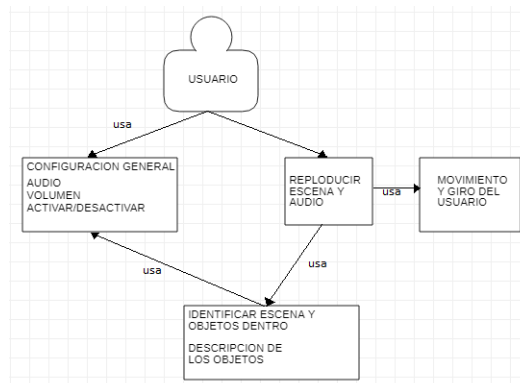 USUARIO
usa
CONFIGURACION GENERAL
AUDIO
VOLUMEN
ACTIVAR/DESACTIVAR
REPLODUCIR
ESCENA Y
AUDIO
usa
MOVIMIENTO
Y GIRO DEL
USUARIO
usa
usa
IDENTIFICAR ESCENA Y
OBJETOS DENTRO
DESCRIPCION DE
LOS OBJETOS